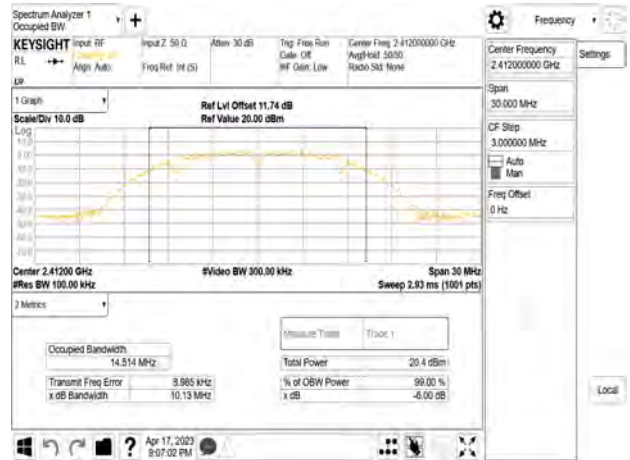 Spectrum Analyzer 1
Occupied BW
Frequency
KEYSIGHT
Input: RF
Input Z: 50 Ω
Atten: 30 dB
Trig: Free Run
Center Freq: 2.412000000 GHz
RL
Gate: Off
Avg|Hold: 50/50
Align: Auto
Freq Ref: Int (S)
#IF Gain: Low
Radio Std: None
Center Frequency
2.412000000 GHz
Settings
Span
30.000 MHz
CF Step
3.000000 MHz
Auto
Man
Freq Offset
0 Hz
1 Graph
Ref Lvl Offset 11.74 dB
Scale/Div 10.0 dB
Ref Value 20.00 dBm
Log
Center 2.41200 GHz
#Video BW 300.00 kHz
Span 30 MHz
#Res BW 100.00 kHz
Sweep 2.93 ms (1001 pts)
2 Metrics
Measure Trace
Trace 1
Occupied Bandwidth
14.514 MHz
Total Power
20.4 dBm
Transmit Freq Error
8.985 kHz
% of OBW Power
99.00 %
x dB Bandwidth
10.13 MHz
x dB
-6.00 dB
Local
?
Apr 17, 2023
9:07:02 PM